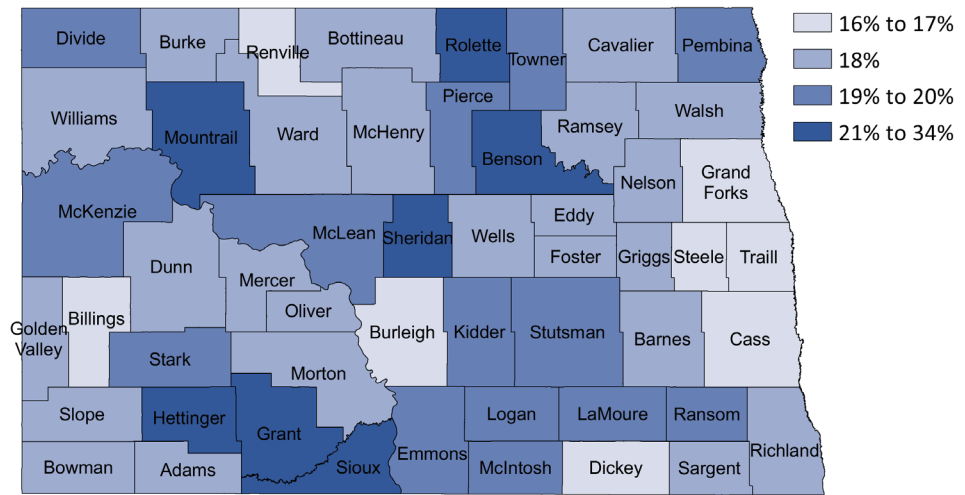 Divide
Burke
Renville
Bottineau
Rolette
Towner
Cavalier
Pembina
16% to 17%
18%
19% to 20%
21% to 34%
Williams
Mountrail
Ward
McHenry
Pierce
Benson
Ramsey
Walsh
Nelson
Grand
Forks
McKenzie
McLean
Sheridan
Wells
Eddy
Foster
Griggs
Steele
Traill
Dunn
Mercer
Oliver
Golden
Valley
Billings
Burleigh
Kidder
Stutsman
Barnes
Cass
Stark
Morton
Slope
Hettinger
Grant
Logan
LaMoure
Ransom
Richland
Bowman
Adams
Sioux
Emmons
McIntosh
Dickey
Sargent